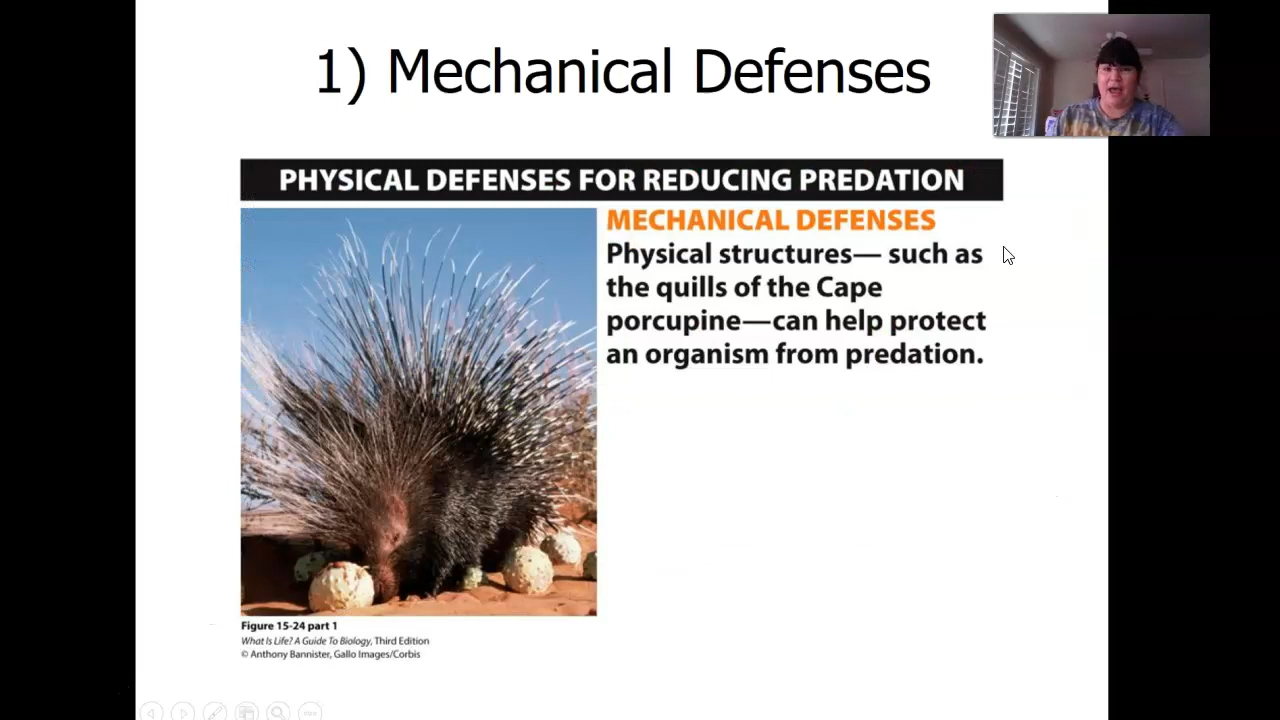 1) Mechanical Defenses
PHYSICAL DEFENSES FOR REDUCING PREDATION
MECHANICAL DEFENSES
Physical structures— such as
the quills of the Cape
porcupine—can help protect
an organism from predation.
Figure 15-24 part 1
What Is Life? A Guide To Biology, Third Edition
© Anthony Bannister, Gallo Images/Corbis